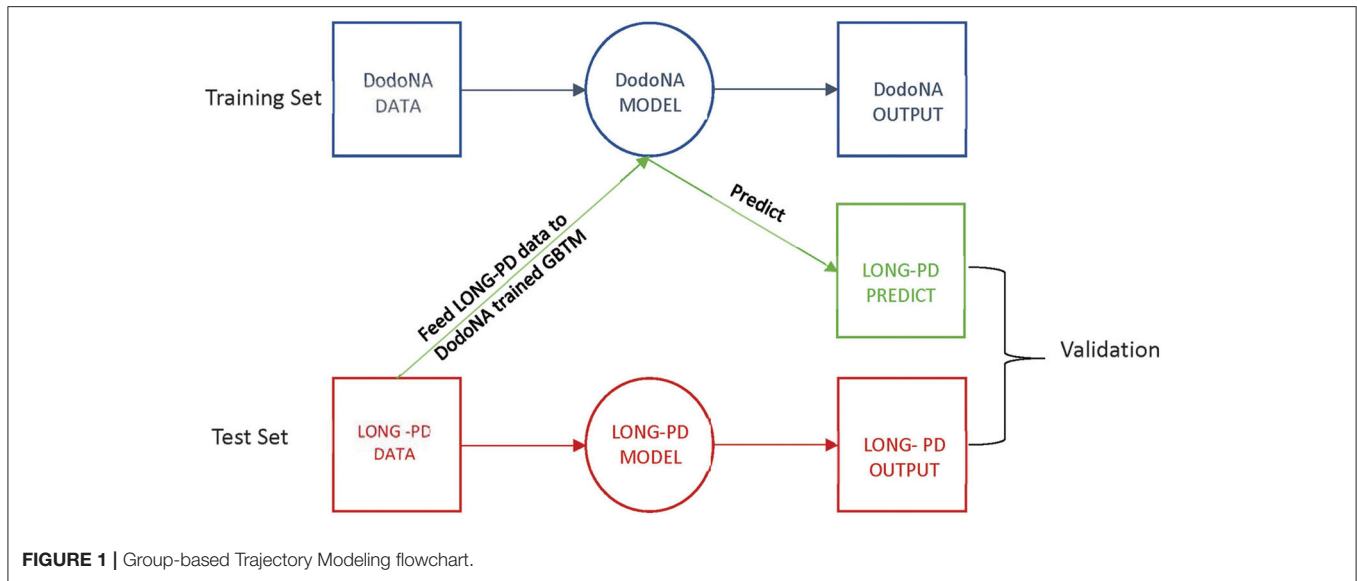 Training Set
DodoNA
DATA
DodoNA
MODEL
DodoNA
OUTPUT
Feed LONG-PD data to
DodoNA trained GBTM
Predict
LONG-PD
PREDICT
Validation
Test Set
LONG -PD
DATA
LONG-PD
MODEL
LONG- PD
OUTPUT
FIGURE 1 | Group-based Trajectory Modeling flowchart.